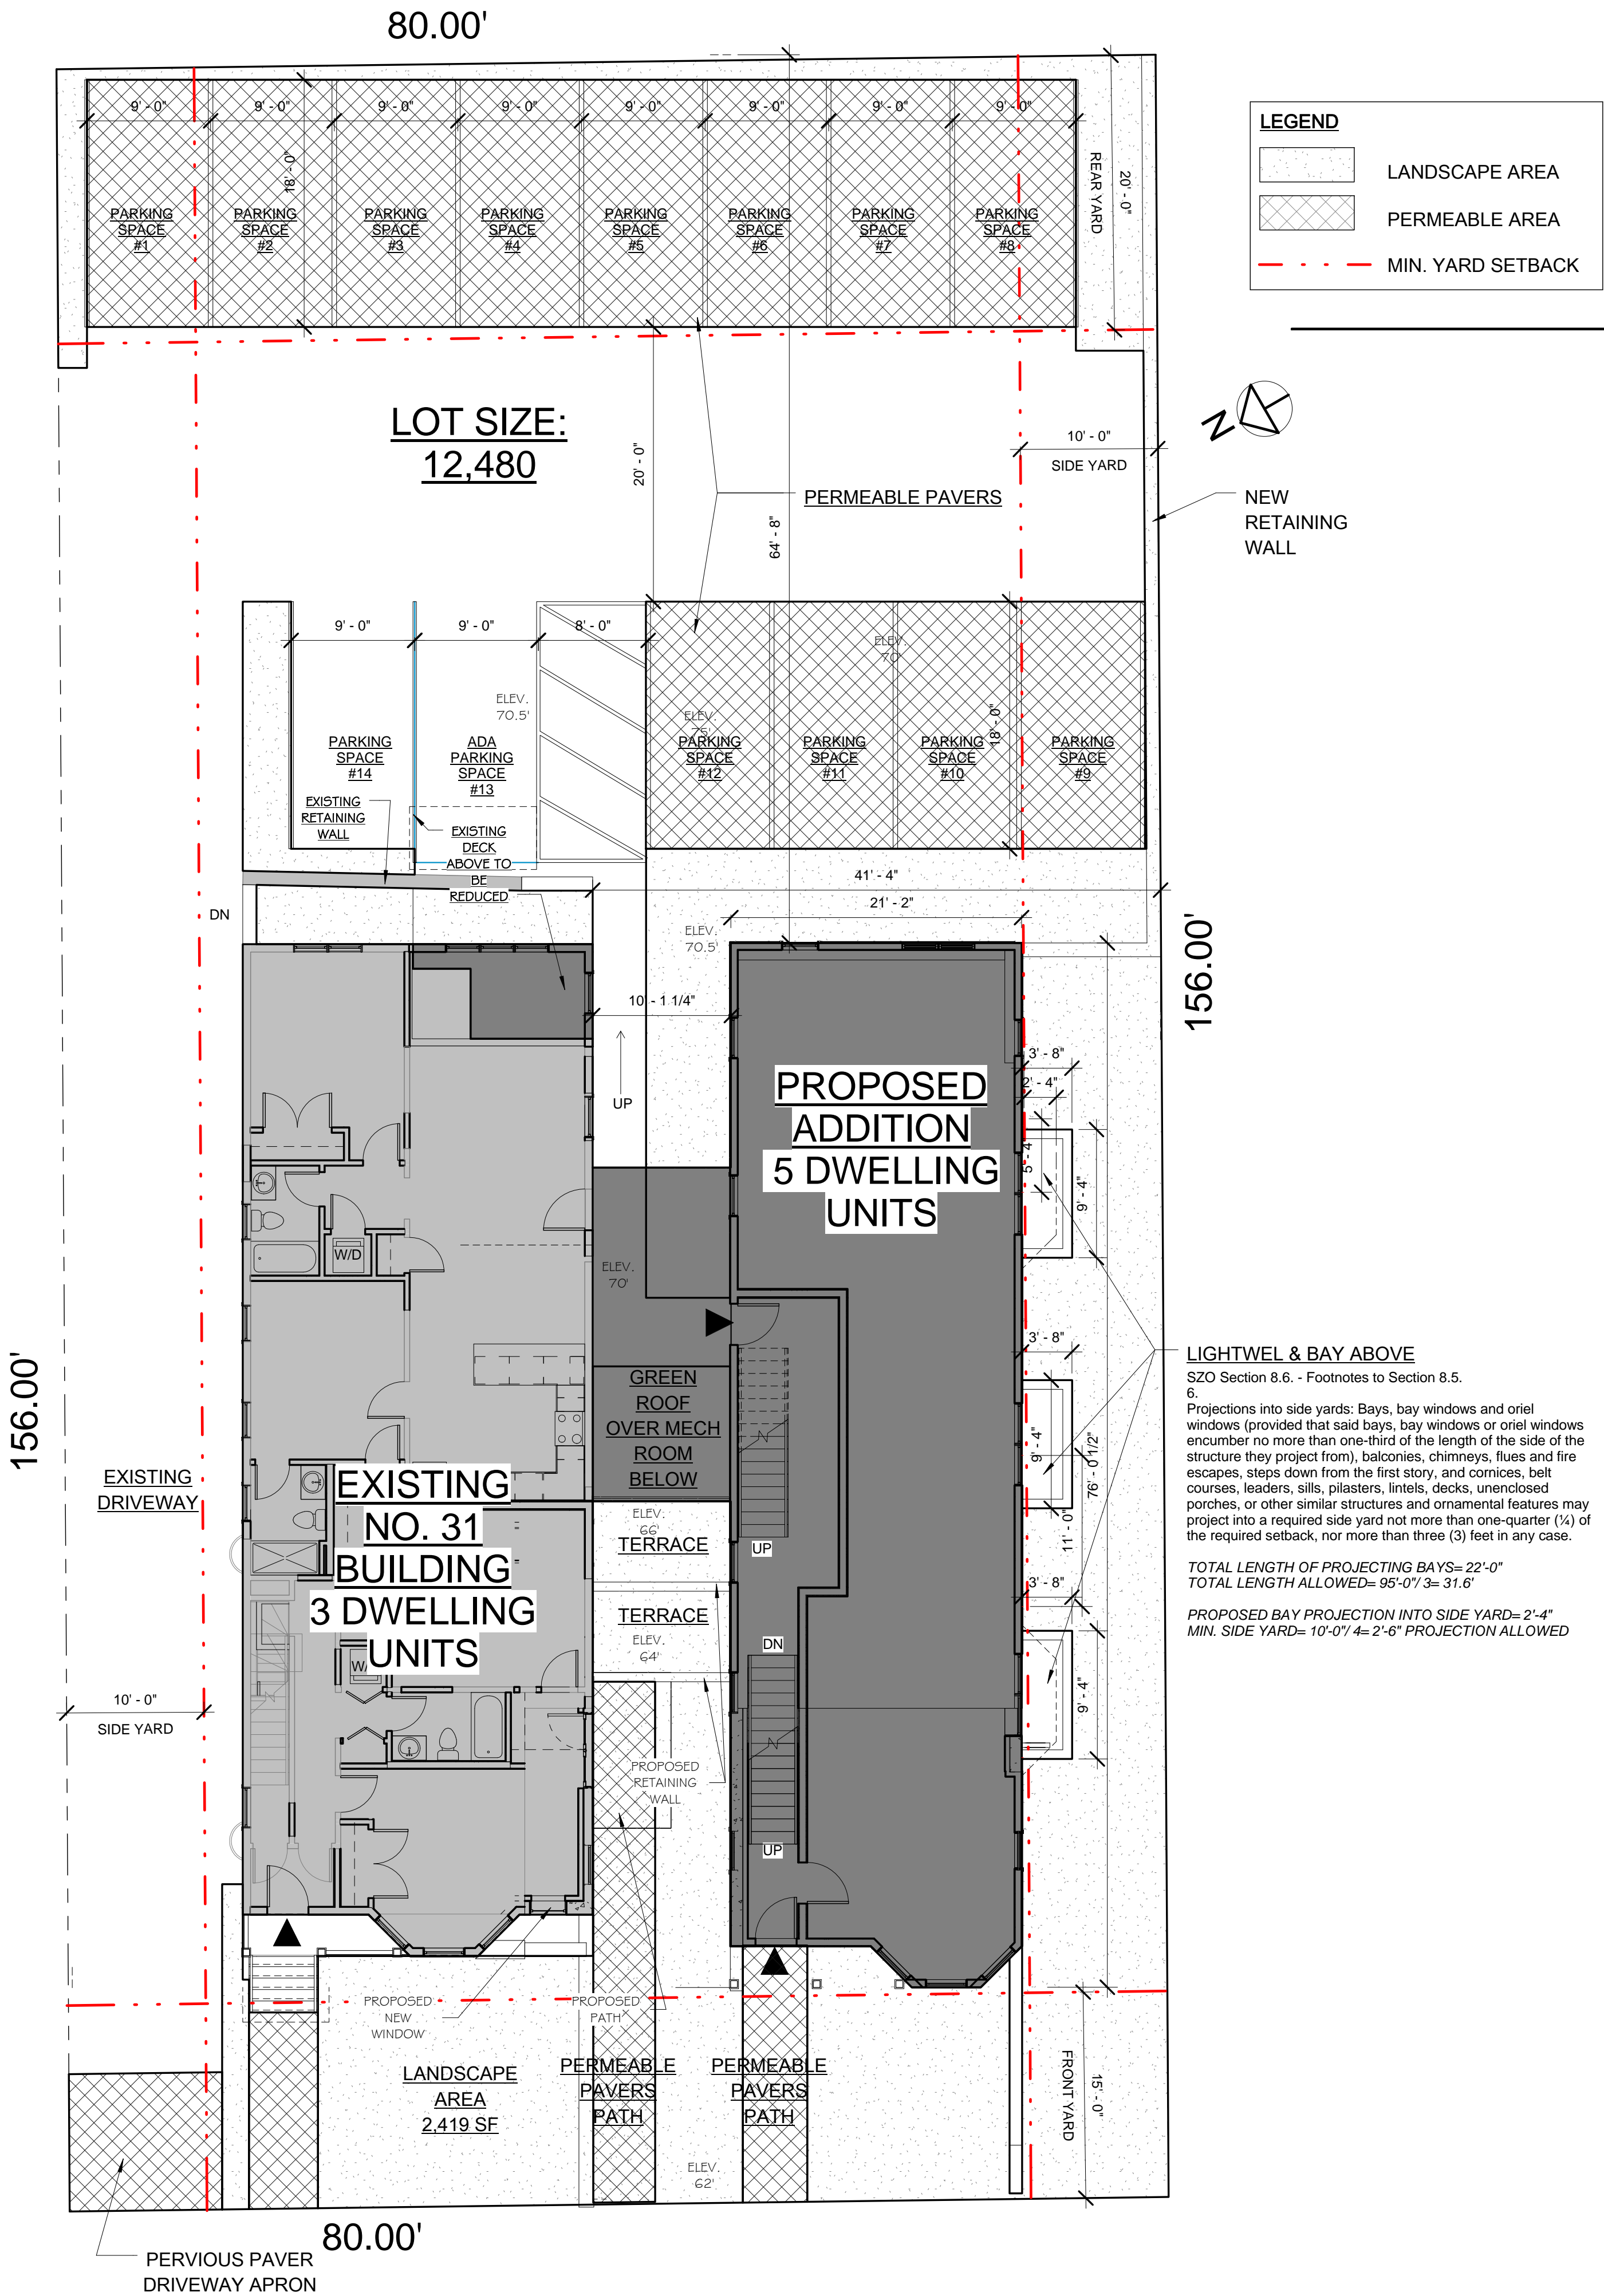 80.00'
9' - 0"
9' - 0"
9' - 0"
9' - 0"
9' - 0"
9' - 0"
9' - 0"
9' - 0"
18' - 0"
PARKING
SPACE
#1
PARKING
SPACE
#2
PARKING
SPACE
#3
PARKING
SPACE
#4
PARKING
SPACE
#5
PARKING
SPACE
#6
PARKING
SPACE
#7
PARKING
SPACE
#8
REAR YARD
20' - 0"
LEGEND
LANDSCAPE AREA
PERMEABLE AREA
MIN. YARD SETBACK
N
LOT SIZE:
12,480
20' - 0"
64' - 8"
PERMEABLE PAVERS
10' - 0"
SIDE YARD
NEW
RETAINING
WALL
9' - 0"
9' - 0"
8' - 0"
ELEV.
70'
ELEV.
70.5'
ELEV.
75'
18' - 0"
PARKING
SPACE
#14
ADA
PARKING
SPACE
#13
PARKING
SPACE
#12
PARKING
SPACE
#11
PARKING
SPACE
#10
PARKING
SPACE
#9
EXISTING
RETAINING
WALL
EXISTING
DECK
ABOVE TO
BE
REDUCED
41' - 4"
21' - 2"
DN
ELEV.
70.5'
156.00'
10' - 1 1/4"
UP
PROPOSED
ADDITION
5 DWELLING
UNITS
3' - 8"
2' - 4"
5' - 4"
9' - 4"
W/D
ELEV.
70'
GREEN
ROOF
OVER MECH
ROOM
BELOW
3' - 8"
9' - 4"
76' - 0 1/2"
11' - 0"
3' - 8"
9' - 4"
LIGHTWEL & BAY ABOVE
SZO Section 8.6. - Footnotes to Section 8.5.
6.
Projections into side yards: Bays, bay windows and oriel
windows (provided that said bays, bay windows or oriel windows
encumber no more than one-third of the length of the side of the
structure they project from), balconies, chimneys, flues and fire
escapes, steps down from the first story, and cornices, belt
courses, leaders, sills, pilasters, lintels, decks, unenclosed
porches, or other similar structures and ornamental features may
project into a required side yard not more than one-quarter (¼) of
the required setback, nor more than three (3) feet in any case.
TOTAL LENGTH OF PROJECTING BAYS= 22'-0"
TOTAL LENGTH ALLOWED= 95'-0"/ 3= 31.6'
PROPOSED BAY PROJECTION INTO SIDE YARD= 2'-4"
MIN. SIDE YARD= 10'-0"/ 4= 2'-6" PROJECTION ALLOWED
156.00'
EXISTING
DRIVEWAY
EXISTING
NO. 31
BUILDING
3 DWELLING
UNITS
W/
ELEV.
66'
TERRACE
TERRACE
ELEV.
64'
UP
DN
UP
10' - 0"
SIDE YARD
PROPOSED
RETAINING
WALL
PROPOSED
NEW
WINDOW
PROPOSED
PATH
LANDSCAPE
AREA
2,419 SF
PERMEABLE
PAVERS
PATH
PERMEABLE
PAVERS
PATH
FRONT YARD
15' - 0"
ELEV.
62'
80.00'
PERVIOUS PAVER
DRIVEWAY APRON